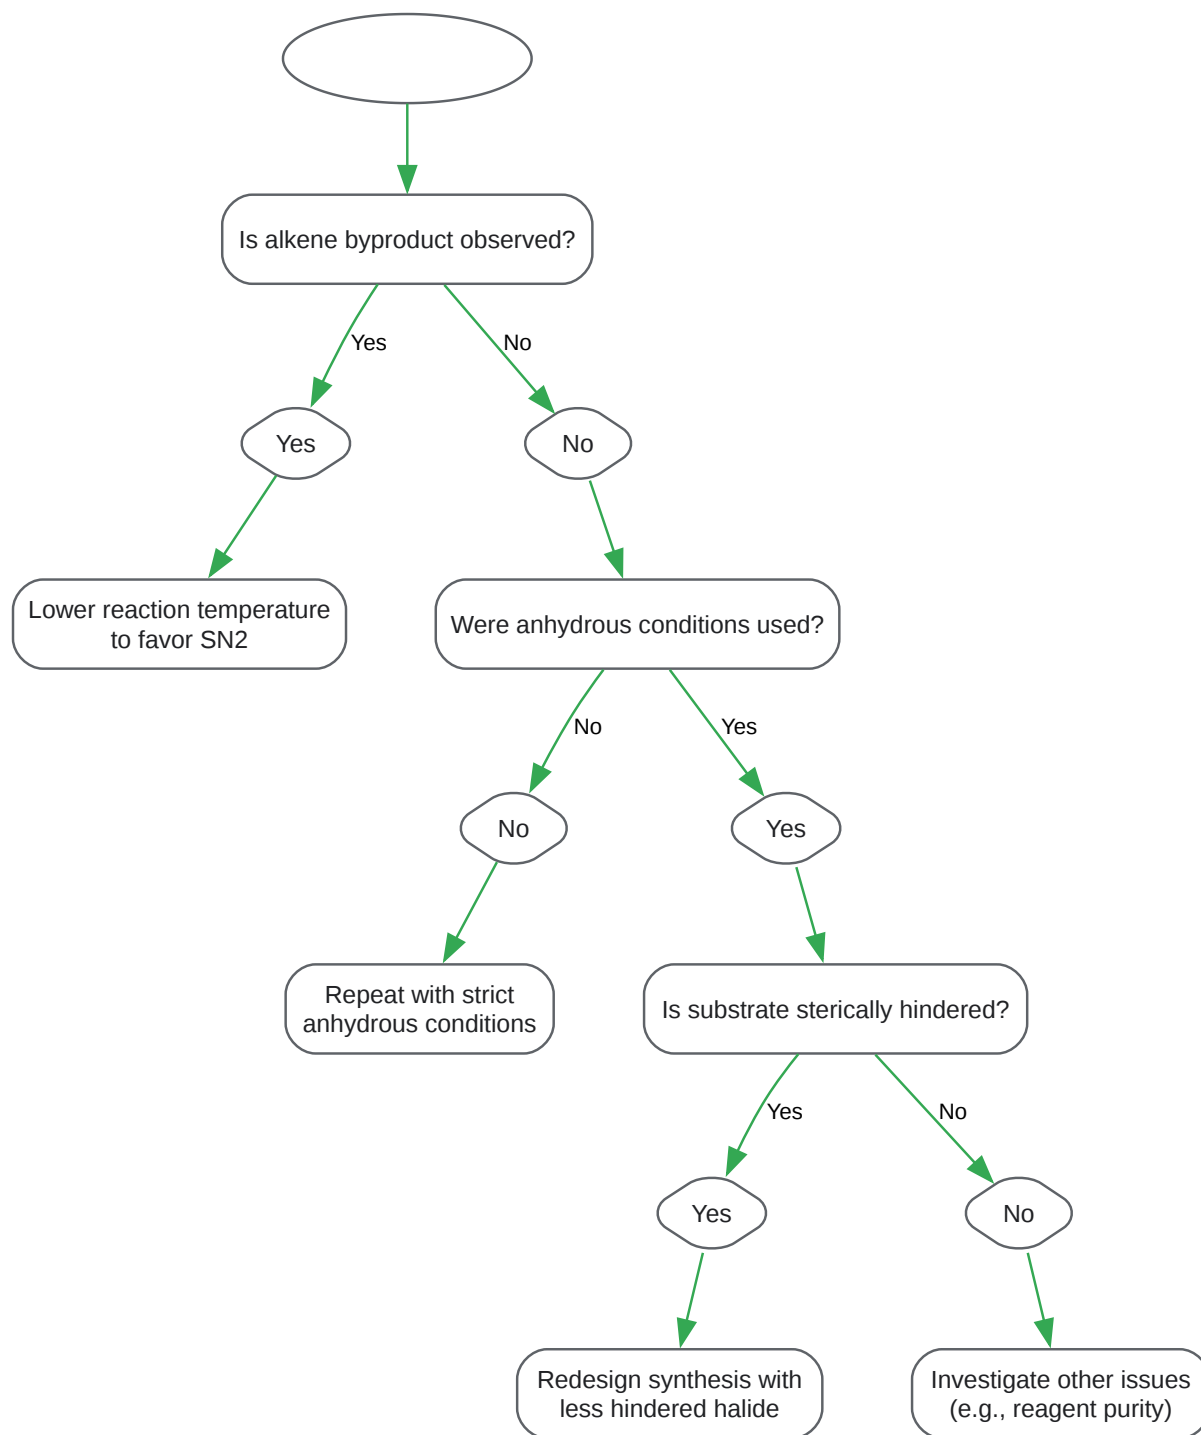 Is alkene byproduct observed?
Yes
No
Yes
No
Lower reaction temperature
to favor SN2
Were anhydrous conditions used?
No
Yes
No
Yes
Repeat with strict
anhydrous conditions
Is substrate sterically hindered?
Yes
No
Yes
No
Redesign synthesis with
less hindered halide
Investigate other issues
(e.g., reagent purity)